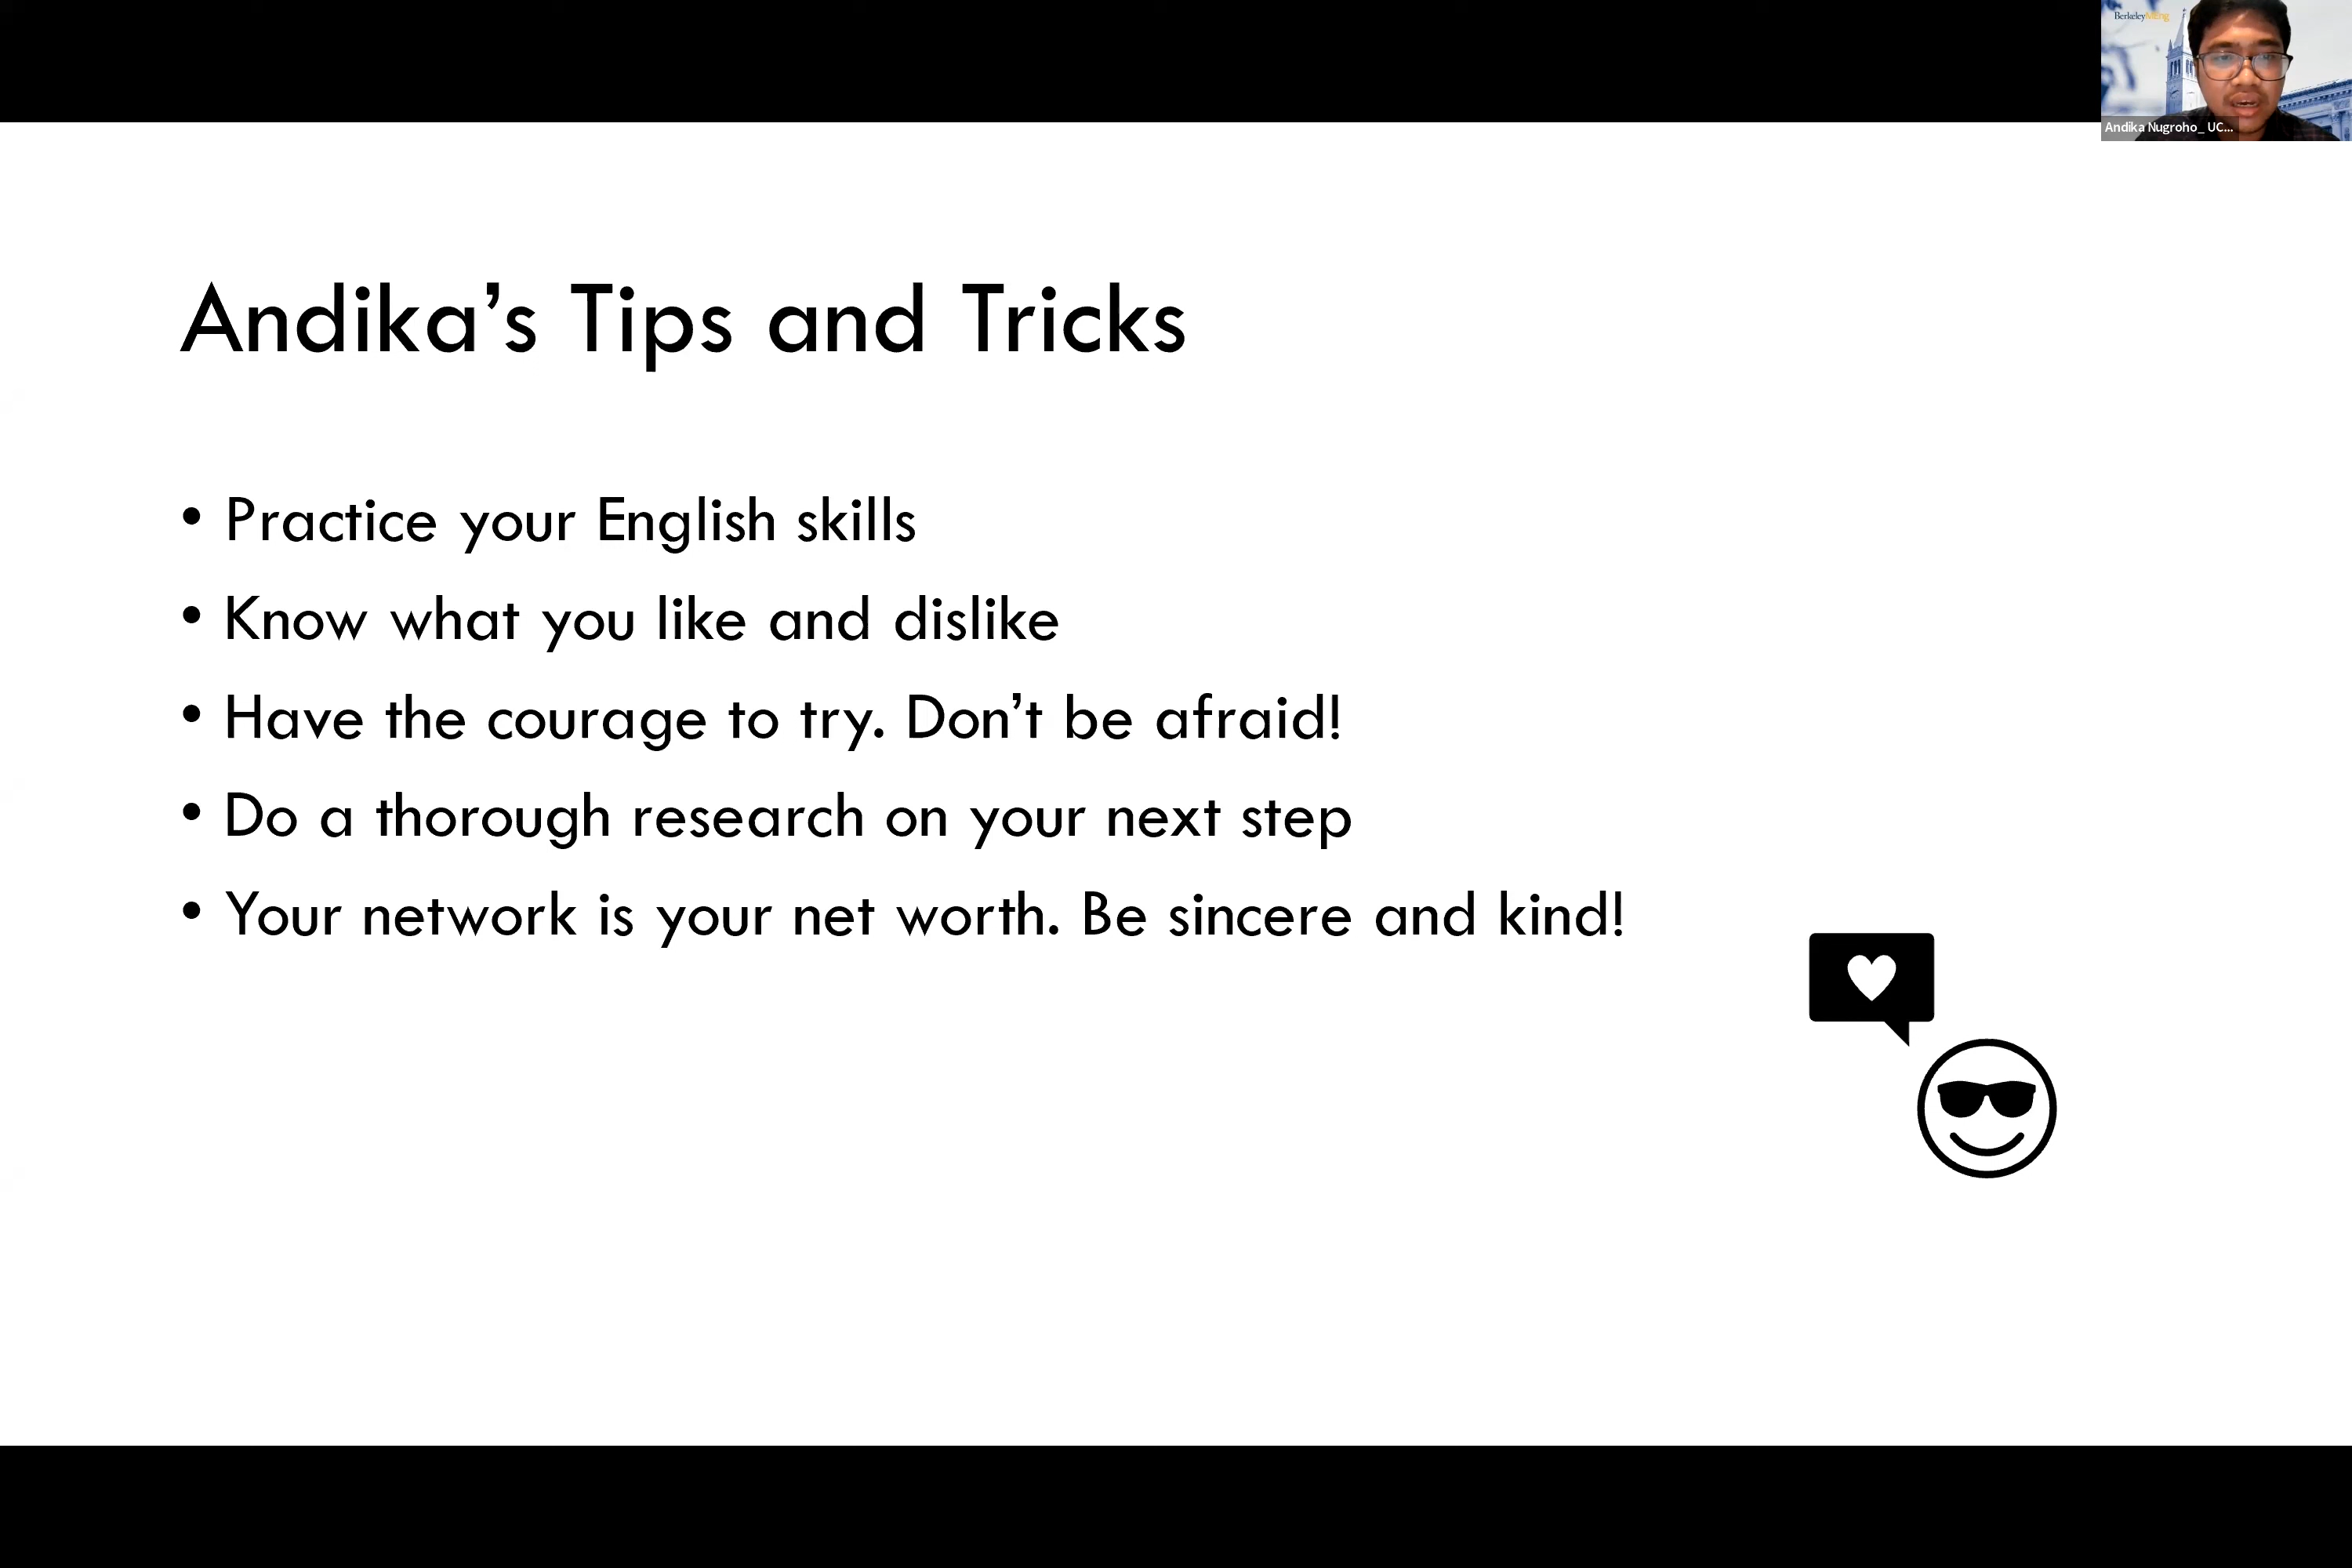 BerkeleyMEng
Andika Nugroho_ UC...
Andika’s Tips and Tricks
• Practice your English skills
• Know what you like and dislike
• Have the courage to try. Don’t be afraid!
• Do a thorough research on your next step
• Your network is your net worth. Be sincere and kind!